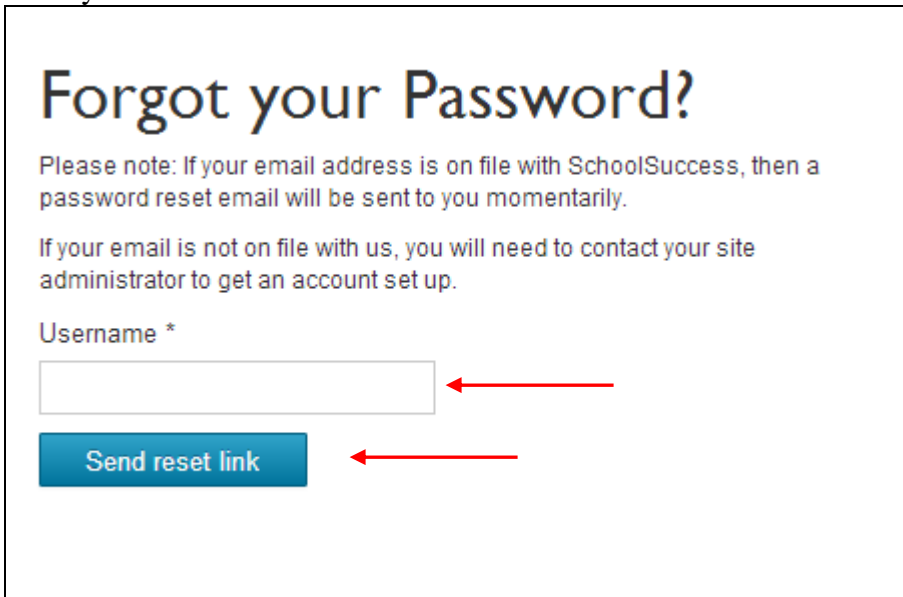 Forgot your Password?
Please note: If your email address is on file with SchoolSuccess, then a
password reset email will be sent to you momentarily.
If your email is not on file with us, you will need to contact your site
administrator to get an account set up.
Username *
Send reset link